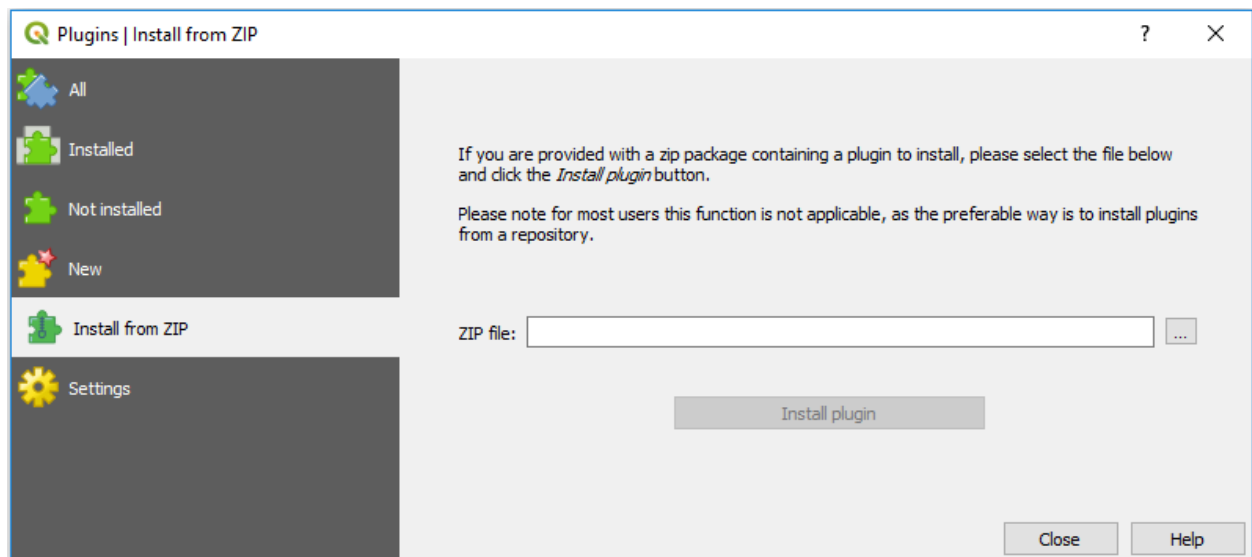 Plugins | Install from ZIP
?
All
Installed
Not installed
New
Install from ZIP
Settings
If you are provided with a zip package containing a plugin to install, please select the file below
and click the Install plugin button.
Please note for most users this function is not applicable, as the preferable way is to install plugins
from a repository.
ZIP file:
...
Install plugin
Close
Help